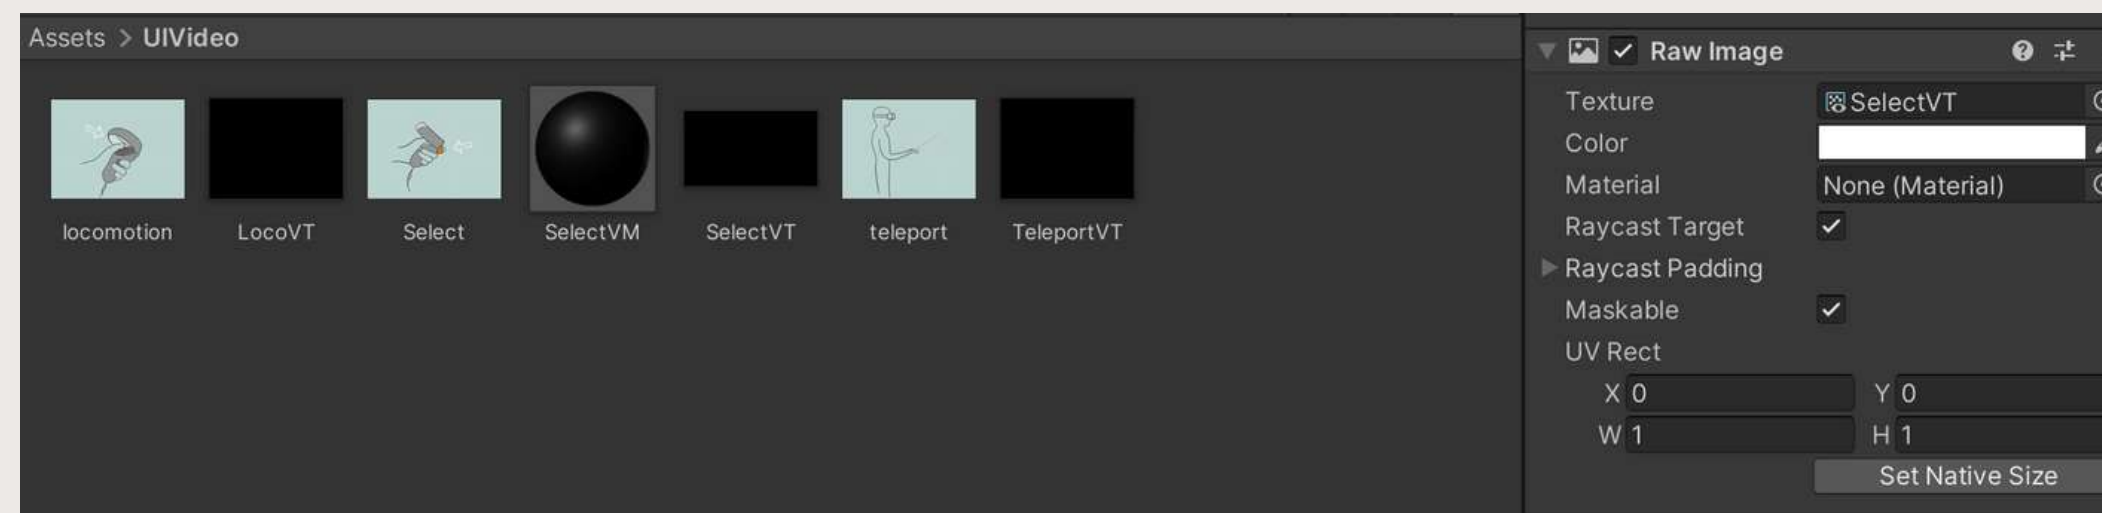 Assets > UIVideo
locomotion
LocoVT
Select
SelectVM
SelectVT
teleport
TeleportVT
Raw Image
Texture SelectVT
Color
Material None (Material)
Raycast Target
Raycast Padding
Maskable
UV Rect
X 0 Y 0
W 1 H 1
Set Native Size